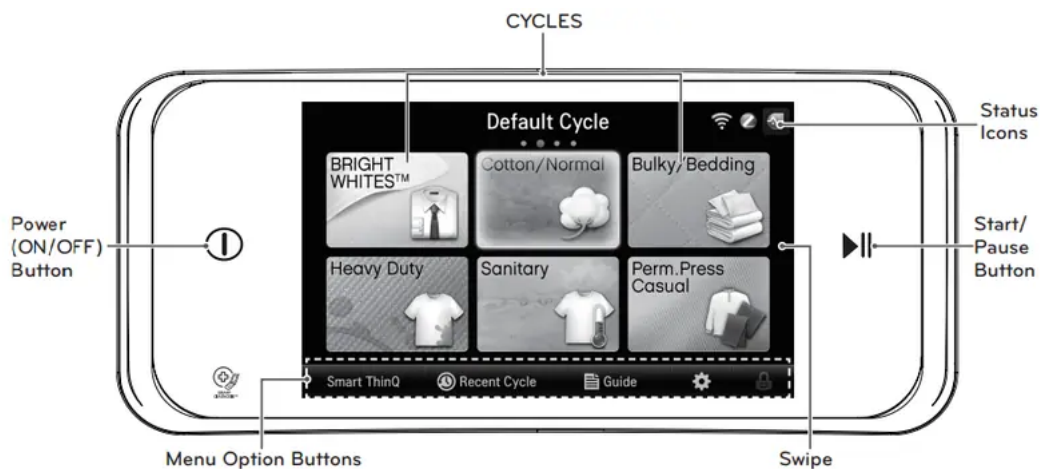 CYCLES
Default Cycle
Status
Icons
BRIGHT
WHITES™
Cotton/Normal
Bulky/Bedding
Power
(ON/OFF)
Button
Start/
Pause
Button
Heavy Duty
Sanitary
Perm.Press
Casual
Smart ThinQ
Recent Cycle
Guide
Menu Option Buttons
Swipe